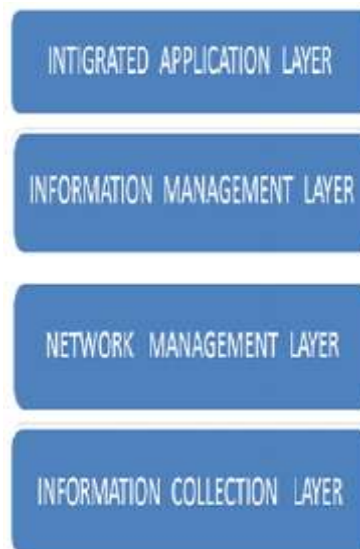 INTIGRATED APPLICATION LAYER
INFORMATION MANAGEMENT LAYER
NETWORK MANAGEMENT LAYER
INFORMATION COLLECTION LAYER